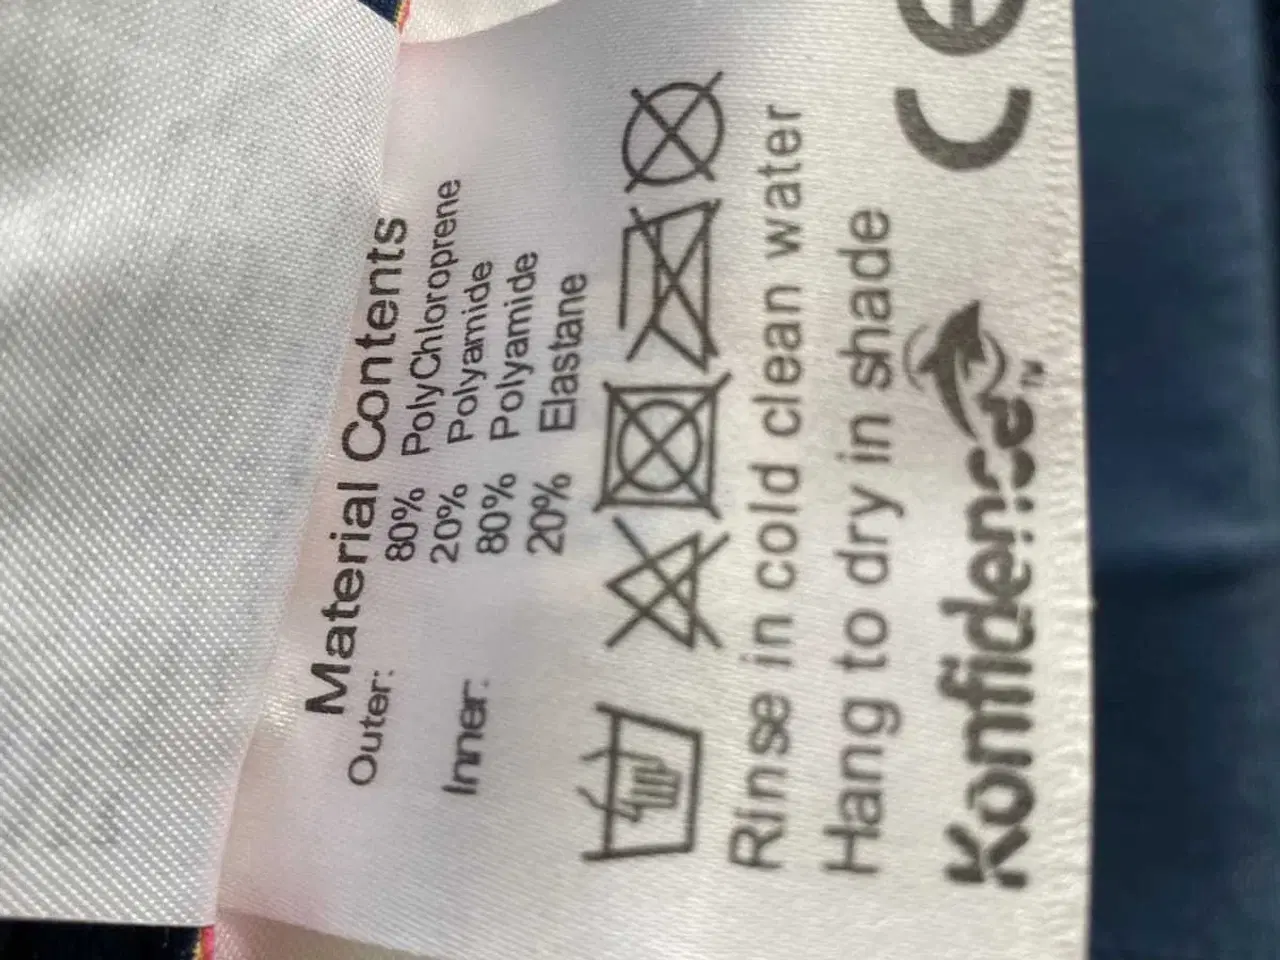 Material Contents
Outer: 80% PolyChloroprene
20% Polyamide
Inner: 80% Polyamide
20% Elastane
Rinse in cold clean water
Hang to dry in shade
Konfidence™
CE